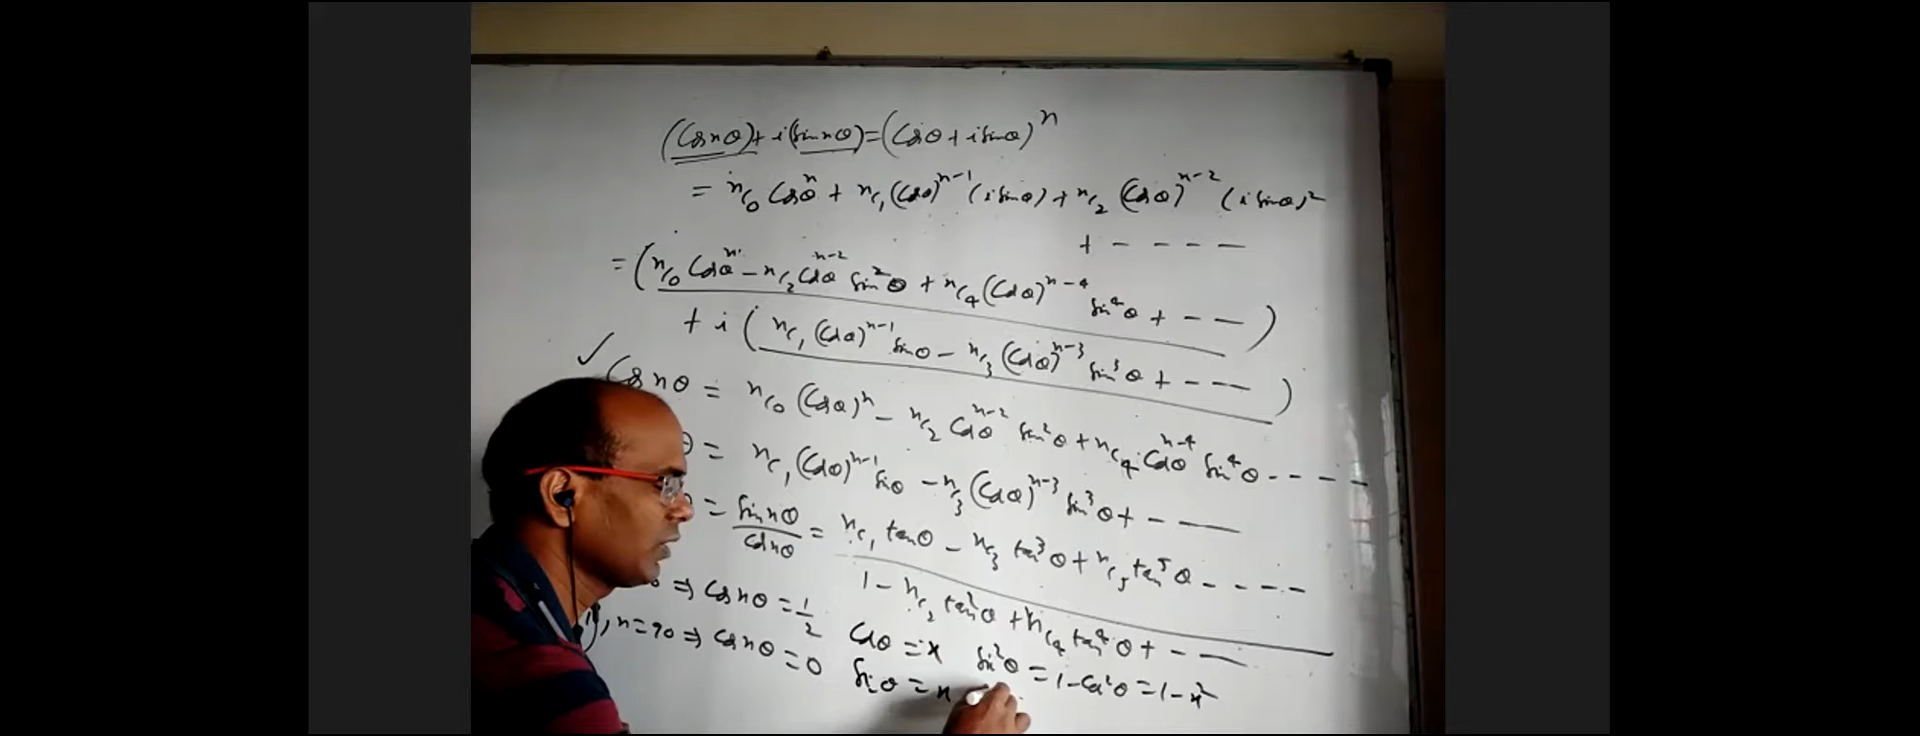 (Cos nθ) + i (sin nθ) = (Cos θ + i sin θ)^n
= nC0 Cos^n θ + nC1 (Cos θ)^(n-1) (i sin θ) + nC2 (Cos θ)^(n-2) (i sin θ)^2
+ - - - -
= (nC0 Cos^n θ - nC2 Cos^(n-2) θ sin^2 θ + nC4 (Cos θ)^(n-4) sin^4 θ + - - )
+ i ( nC1 (Cos θ)^(n-1) sin θ - nC3 (Cos θ)^(n-3) sin^3 θ + - - - )
✓ Cos nθ = nC0 (Cos θ)^n - nC2 Cos^(n-2) θ sin^2 θ + nC4 Cos^(n-4) θ sin^4 θ - - - -
θ = nC1 (Cos θ)^(n-1) sin θ - nC3 (Cos θ)^(n-3) sin^3 θ + - - -
= sin nθ / cos nθ = (nC1 tan θ - nC3 tan^3 θ + nC5 tan^5 θ - - - -) / (1 - nC2 tan^2 θ + nC4 tan^4 θ + - - -)
⇒ Cos nθ = 1/2
, n = 90 ⇒ Cos nθ = 0
Cos θ = x sin^2 θ = 1 - Cos^2 θ = 1 - x^2
Sin θ = x